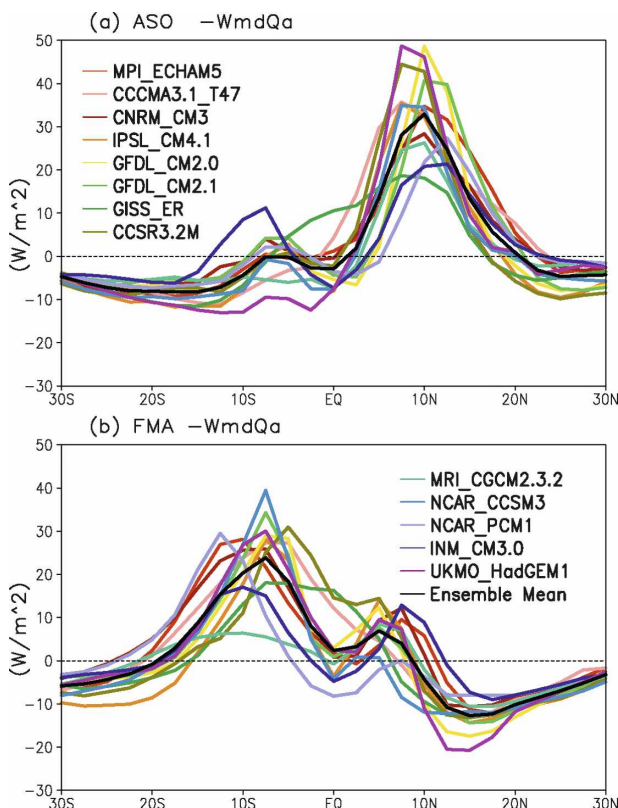 (a) ASO -WmdQa
50
40
30
20
10
0
-10
-20
-30
(W/m^2)
MPI_ECHAM5
CCCMA3.1_T47
CNRM_CM3
IPSL_CM4.1
GFDL_CM2.0
GFDL_CM2.1
GISS_ER
CCSR3.2M
30S 20S 10S EQ 10N 20N 30N
(b) FMA -WmdQa
50
40
30
20
10
0
-10
-20
-30
(W/m^2)
MRI_CGCM2.3.2
NCAR_CCSM3
NCAR_PCM1
INM_CM3.0
UKMO_HadGEM1
Ensemble Mean
30S 20S 10S EQ 10N 20N 30N